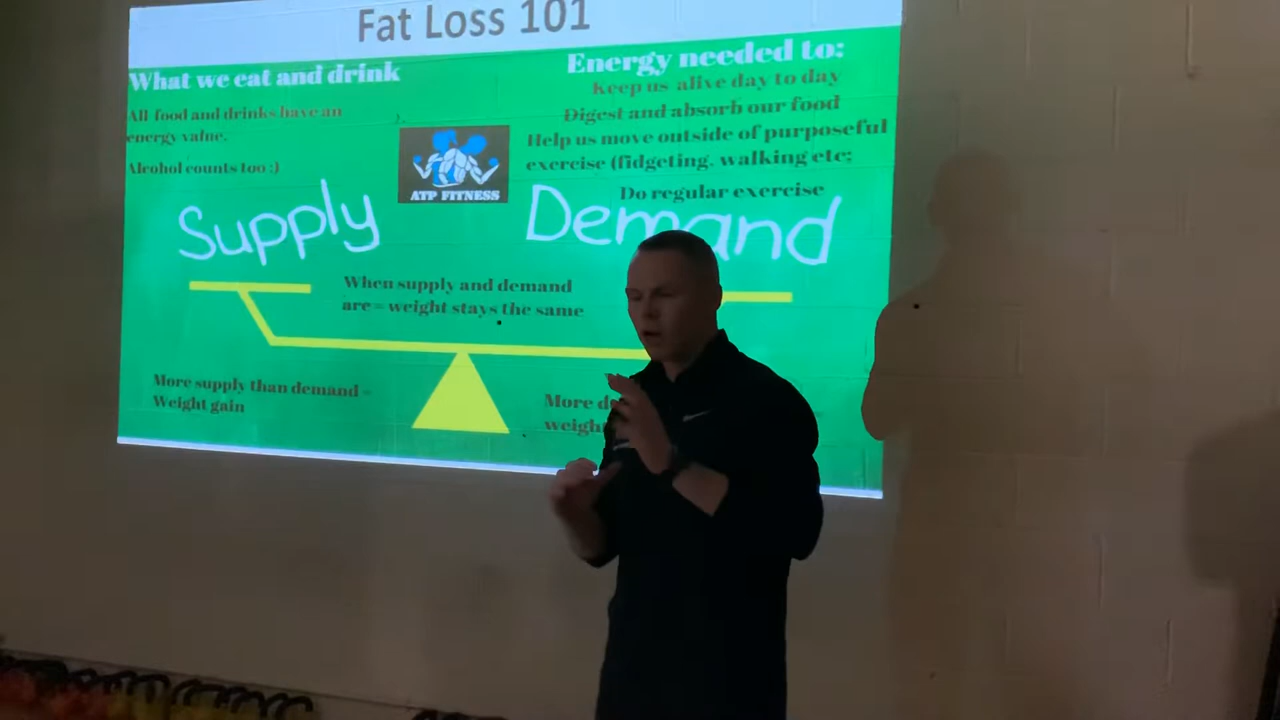 Fat Loss 101
What we eat and drink
All food and drinks have an
energy value.
Alcohol counts too :)
Energy needed to:
Keep us alive day to day
Digest and absorb our food
Help us move outside of purposeful
exercise (fidgeting. walking etc;
Do regular exercise
ATP FITNESS
Supply
Demand
When supply and demand
are = weight stays the same
More supply than demand =
Weight gain
More
weigh